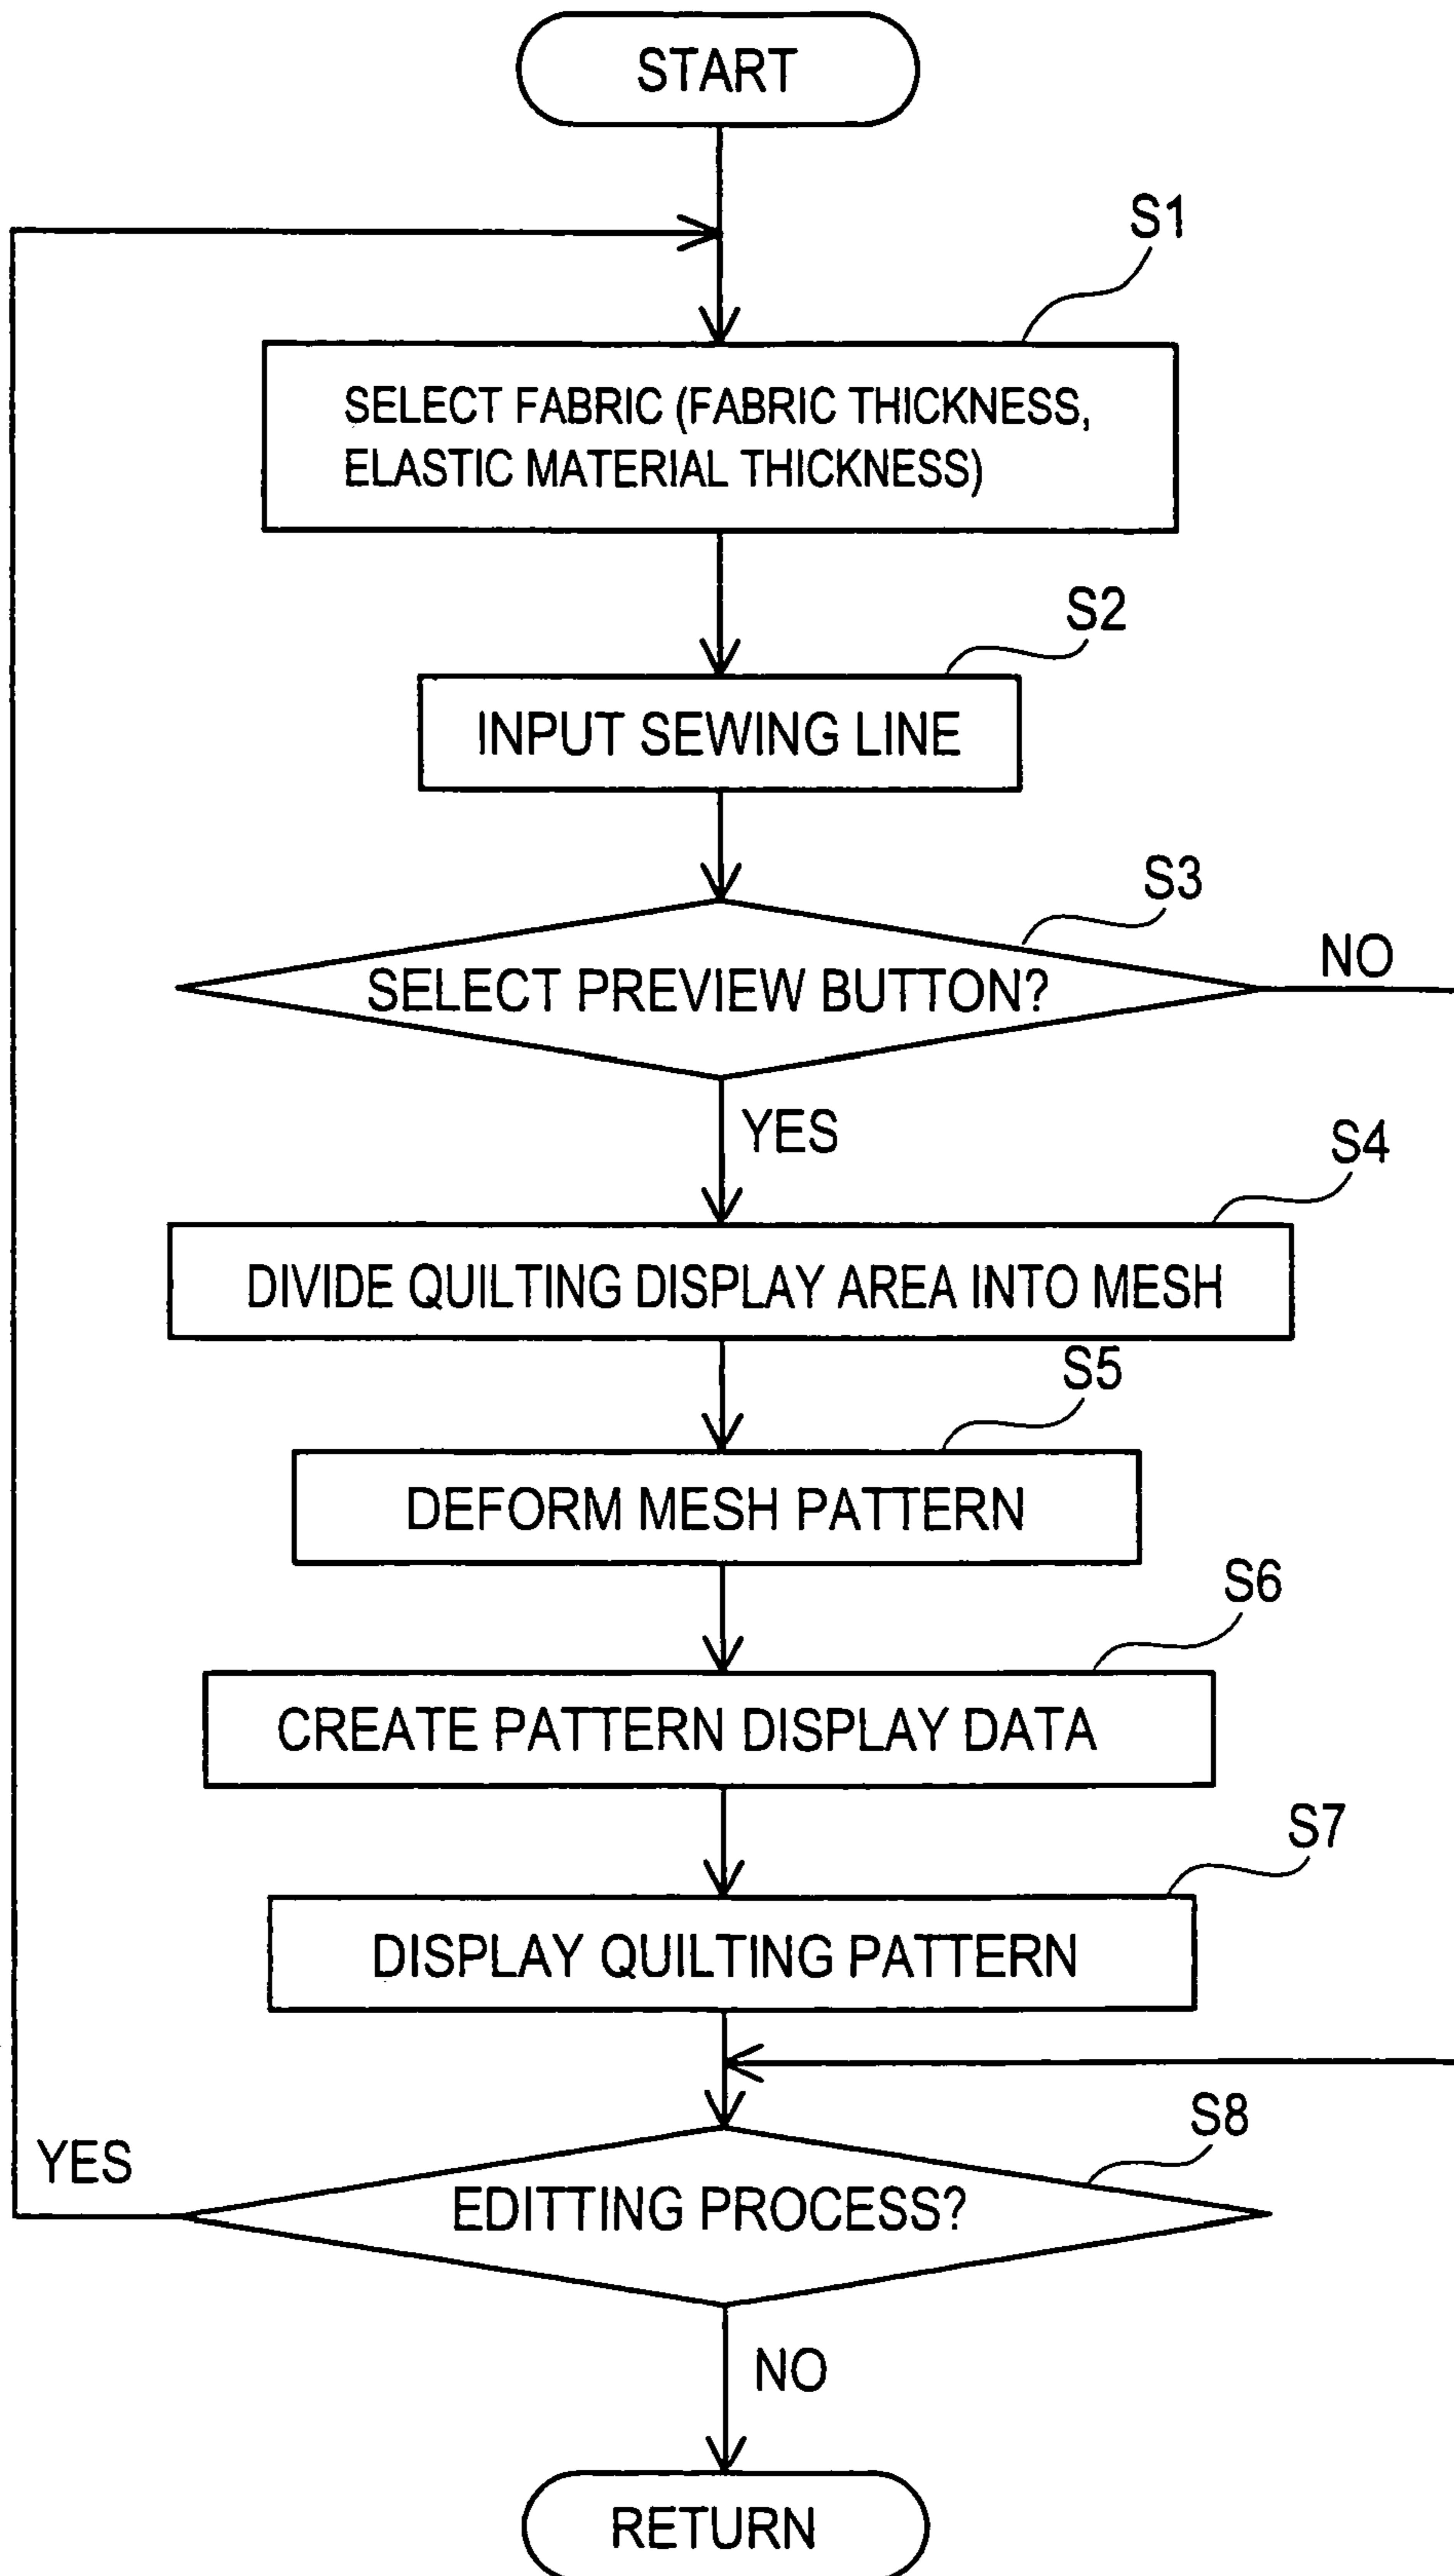 START
S1
SELECT FABRIC (FABRIC THICKNESS,
ELASTIC MATERIAL THICKNESS)
S2
INPUT SEWING LINE
S3
SELECT PREVIEW BUTTON?
NO
YES
S4
DIVIDE QUILTING DISPLAY AREA INTO MESH
S5
DEFORM MESH PATTERN
S6
CREATE PATTERN DISPLAY DATA
S7
DISPLAY QUILTING PATTERN
S8
YES
EDITTING PROCESS?
NO
RETURN